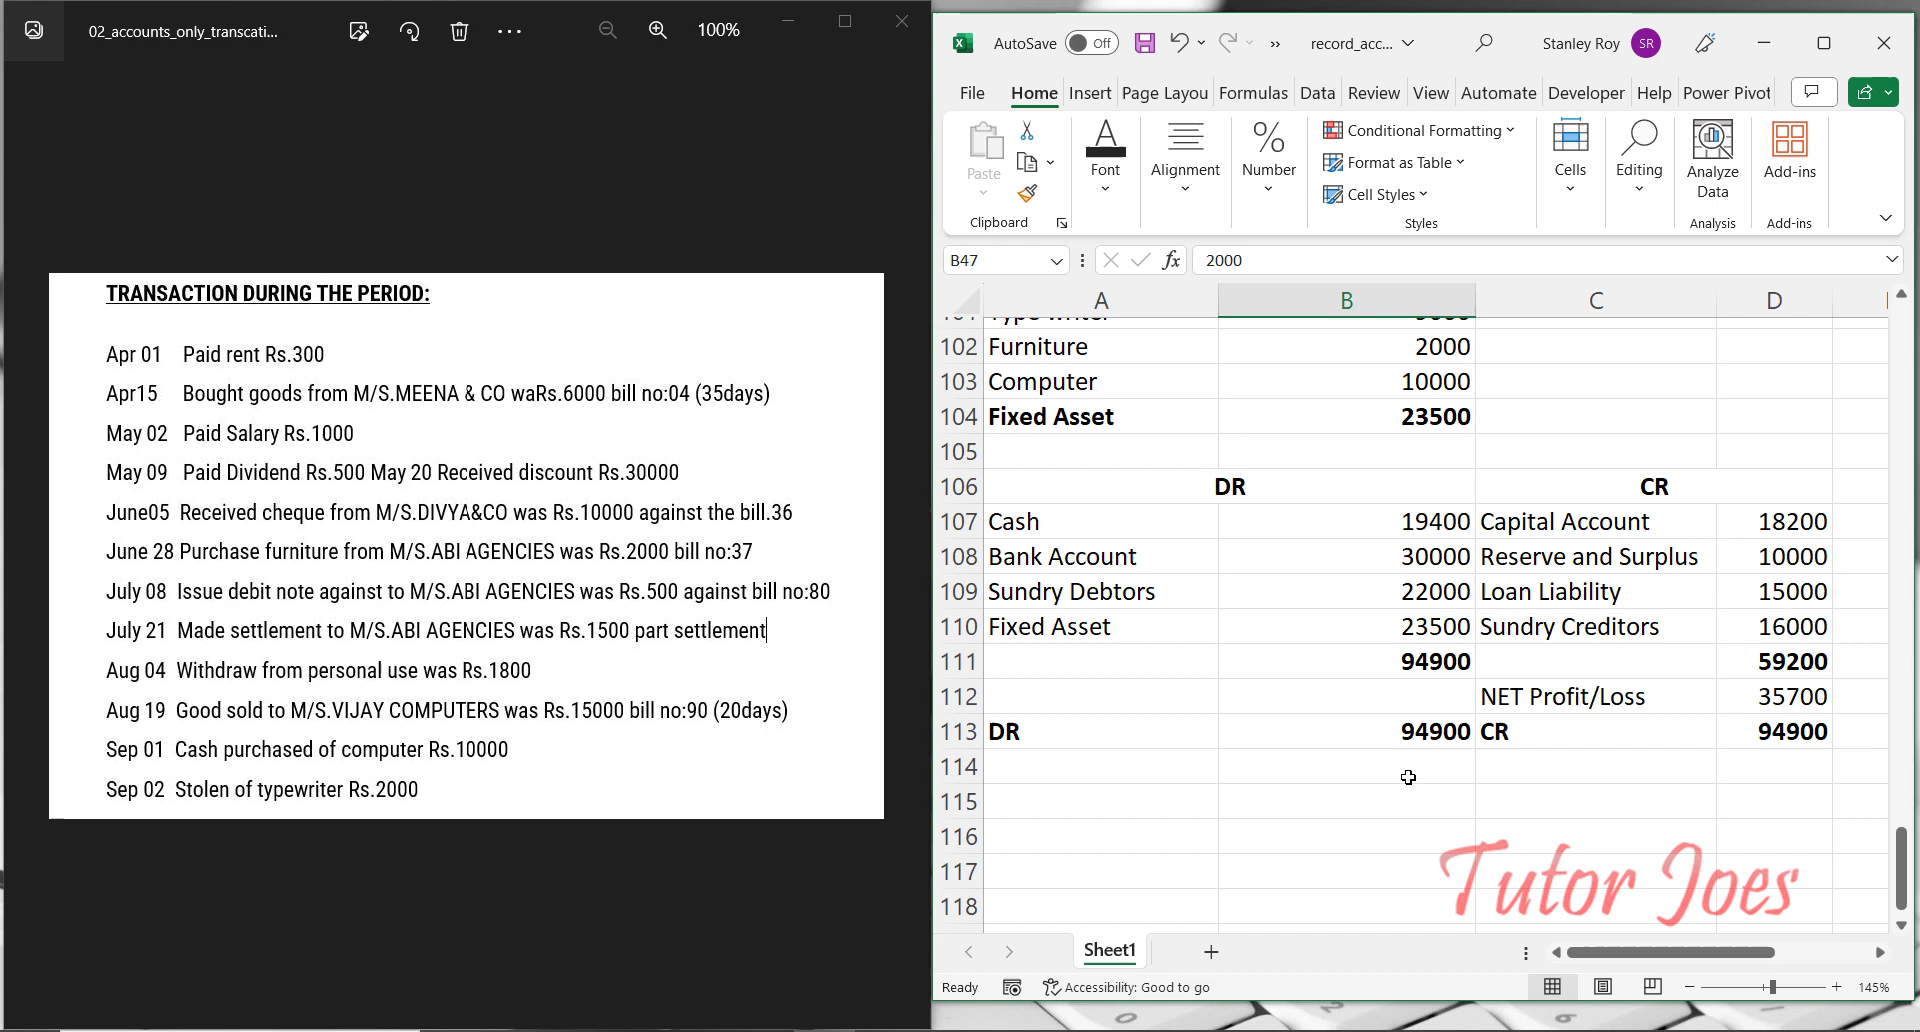 02_accounts_only_transcati...
100%
TRANSACTION DURING THE PERIOD:
Apr 01 Paid rent Rs.300
Apr15 Bought goods from M/S.MEENA & CO waRs.6000 bill no:04 (35days)
May 02 Paid Salary Rs.1000
May 09 Paid Dividend Rs.500 May 20 Received discount Rs.30000
June05 Received cheque from M/S.DIVYA&CO was Rs.10000 against the bill.36
June 28 Purchase furniture from M/S.ABI AGENCIES was Rs.2000 bill no:37
July 08 Issue debit note against to M/S.ABI AGENCIES was Rs.500 against bill no:80
July 21 Made settlement to M/S.ABI AGENCIES was Rs.1500 part settlement
Aug 04 Withdraw from personal use was Rs.1800
Aug 19 Good sold to M/S.VIJAY COMPUTERS was Rs.15000 bill no:90 (20days)
Sep 01 Cash purchased of computer Rs.10000
Sep 02 Stolen of typewriter Rs.2000
AutoSave Off record_acc... Stanley Roy SR
File Home Insert Page Layou Formulas Data Review View Automate Developer Help Power Pivot
Paste Font Alignment Number Conditional Formatting Format as Table Cell Styles Cells Editing Analyze Data Add-ins
Clipboard Styles Analysis Add-ins
B47 fx 2000
A B C D
102 Furniture 2000
103 Computer 10000
104 Fixed Asset 23500
105
106 DR CR
107 Cash 19400 Capital Account 18200
108 Bank Account 30000 Reserve and Surplus 10000
109 Sundry Debtors 22000 Loan Liability 15000
110 Fixed Asset 23500 Sundry Creditors 16000
111 94900 59200
112 NET Profit/Loss 35700
113 DR 94900 CR 94900
114
115
116
117
118
Tutor Joes
Sheet1
Ready Accessibility: Good to go 145%